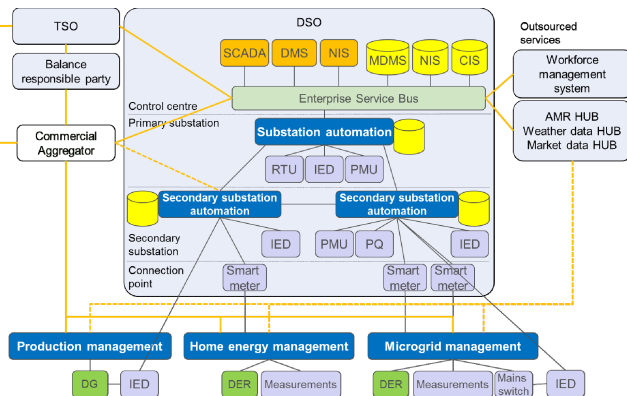 DSO
TSO
Outsourced
services
SCADA
DMS
NIS
MDMS
NIS
CIS
Balance
responsible party
Workforce
management
system
Enterprise Service Bus
Control centre
Primary substation
Commercial
Aggregator
Substation automation
AMR HUB
Weather data HUB
Market data HUB
RTU
IED
PMU
Secondary substation
automation
Secondary substation
automation
Secondary
substation
IED
PMU
PQ
IED
Connection
point
Smart
meter
Smart
meter
Smart
meter
Production management
Home energy management
Microgrid management
DG
IED
DER
Measurements
DER
Measurements
Mains
switch
IED